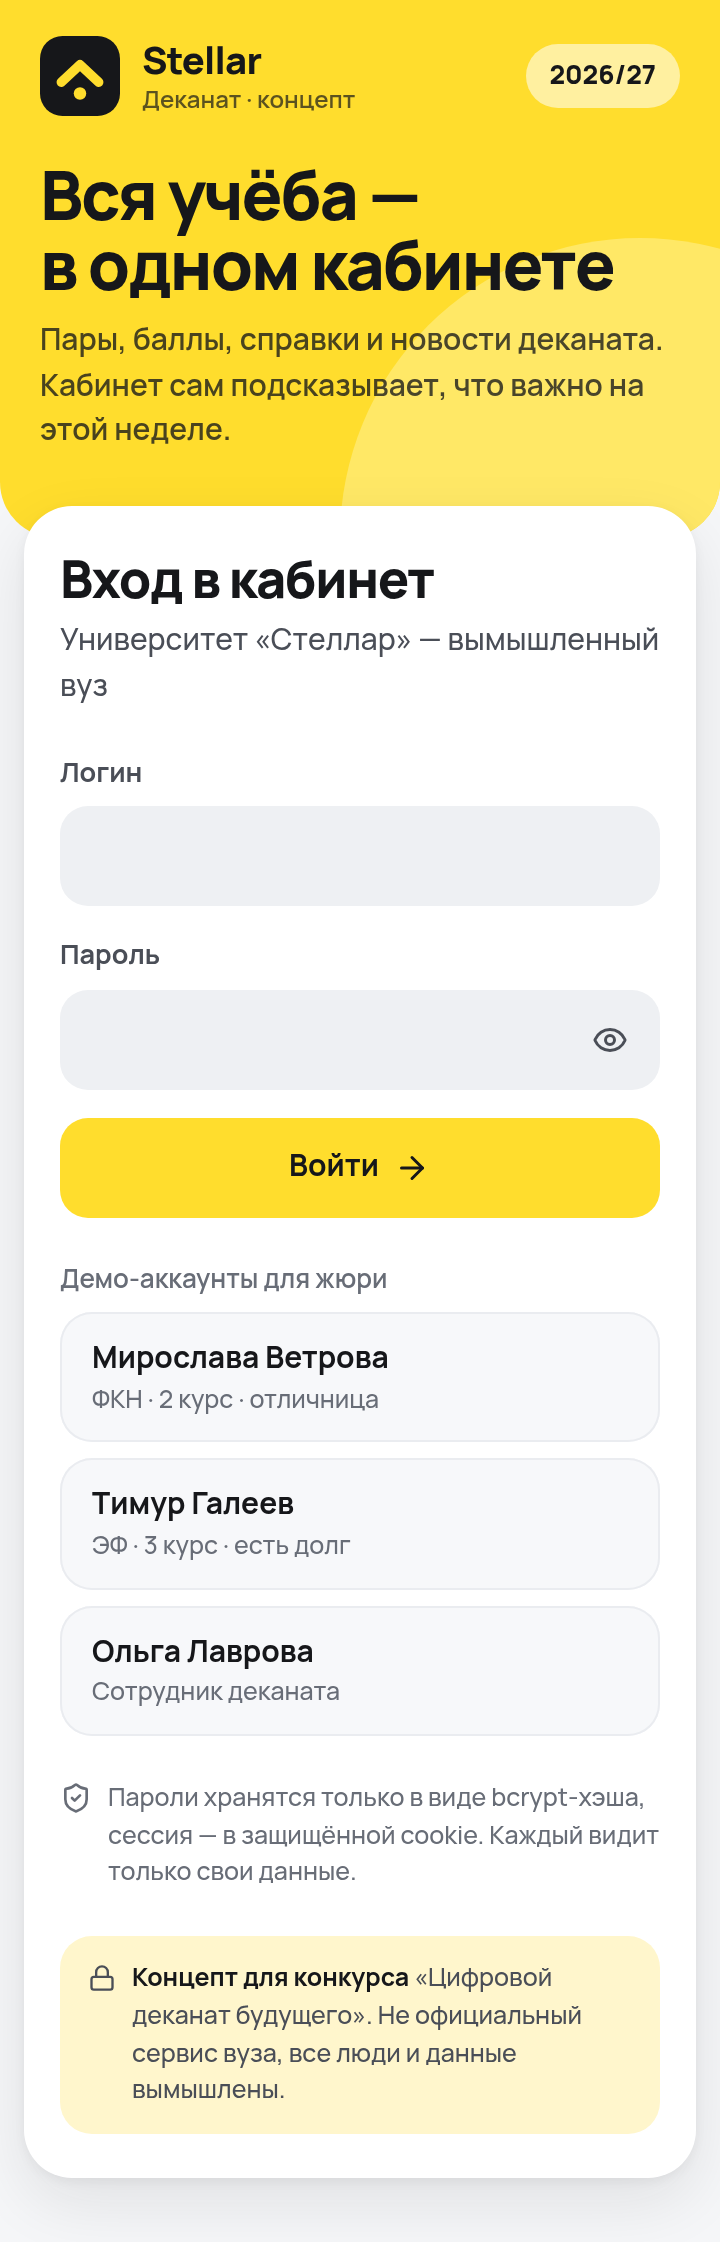 Stellar
Деканат · концепт
2026/27
Вся учёба —
в одном кабинете
Пары, баллы, справки и новости деканата.
Кабинет сам подсказывает, что важно на
этой неделе.
Вход в кабинет
Университет «Стеллар» — вымышленный
вуз
Логин
Пароль
Войти →
Демо-аккаунты для жюри
Мирослава Ветрова
ФКН · 2 курс · отличница
Тимур Галеев
ЭФ · 3 курс · есть долг
Ольга Лаврова
Сотрудник деканата
Пароли хранятся только в виде bcrypt-хэша,
сессия — в защищённой cookie. Каждый видит
только свои данные.
Концепт для конкурса «Цифровой
деканат будущего». Не официальный
сервис вуза, все люди и данные
вымышлены.